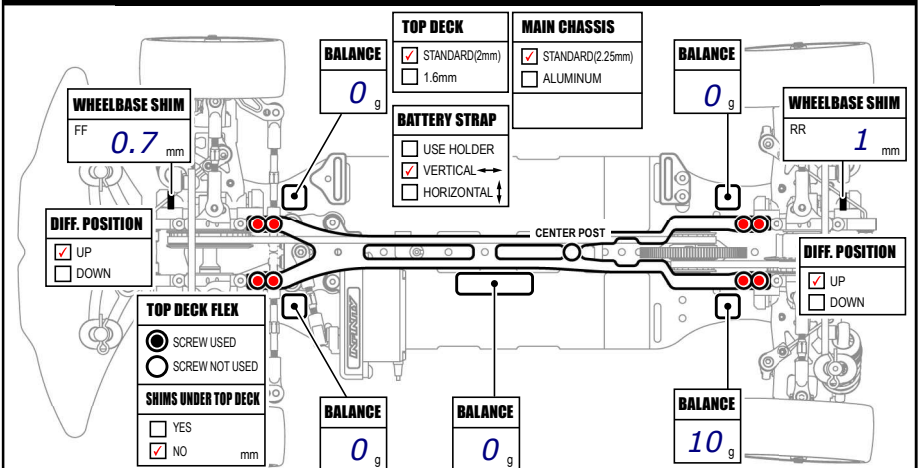 TOP DECK
STANDARD(2mm)
1.6mm
MAIN CHASSIS
STANDARD(2.25mm)
ALUMINUM
BALANCE
0 g
BALANCE
0 g
WHEELBASE SHIM
FF 0.7 mm
WHEELBASE SHIM
RR 1 mm
BATTERY STRAP
USE HOLDER
VERTICAL
HORIZONTAL
DIFF. POSITION
UP
DOWN
CENTER POST
DIFF. POSITION
UP
DOWN
TOP DECK FLEX
SCREW USED
SCREW NOT USED
SHIMS UNDER TOP DECK
YES
NO mm
INFINITY
BALANCE
0 g
BALANCE
0 g
BALANCE
10 g